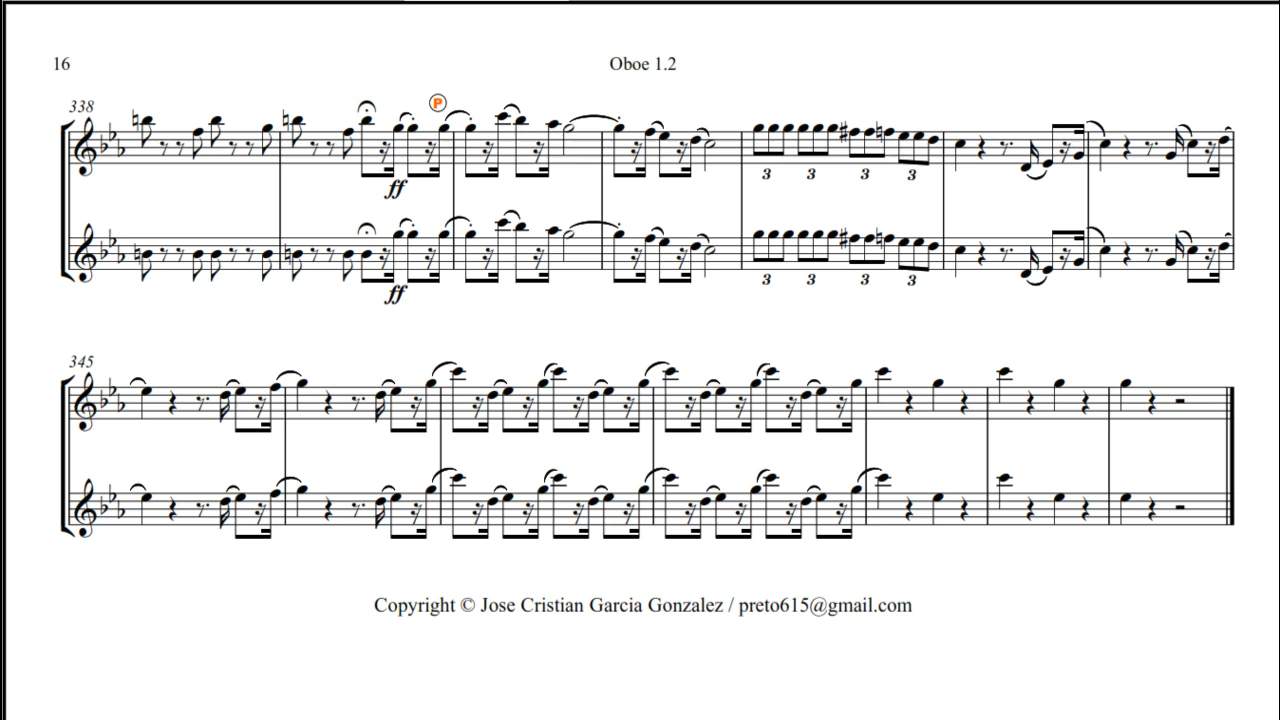 16
Oboe 1.2
338
P
ff
ff
3 3 3 3
3 3 3 3
345
Copyright © Jose Cristian Garcia Gonzalez / preto615@gmail.com